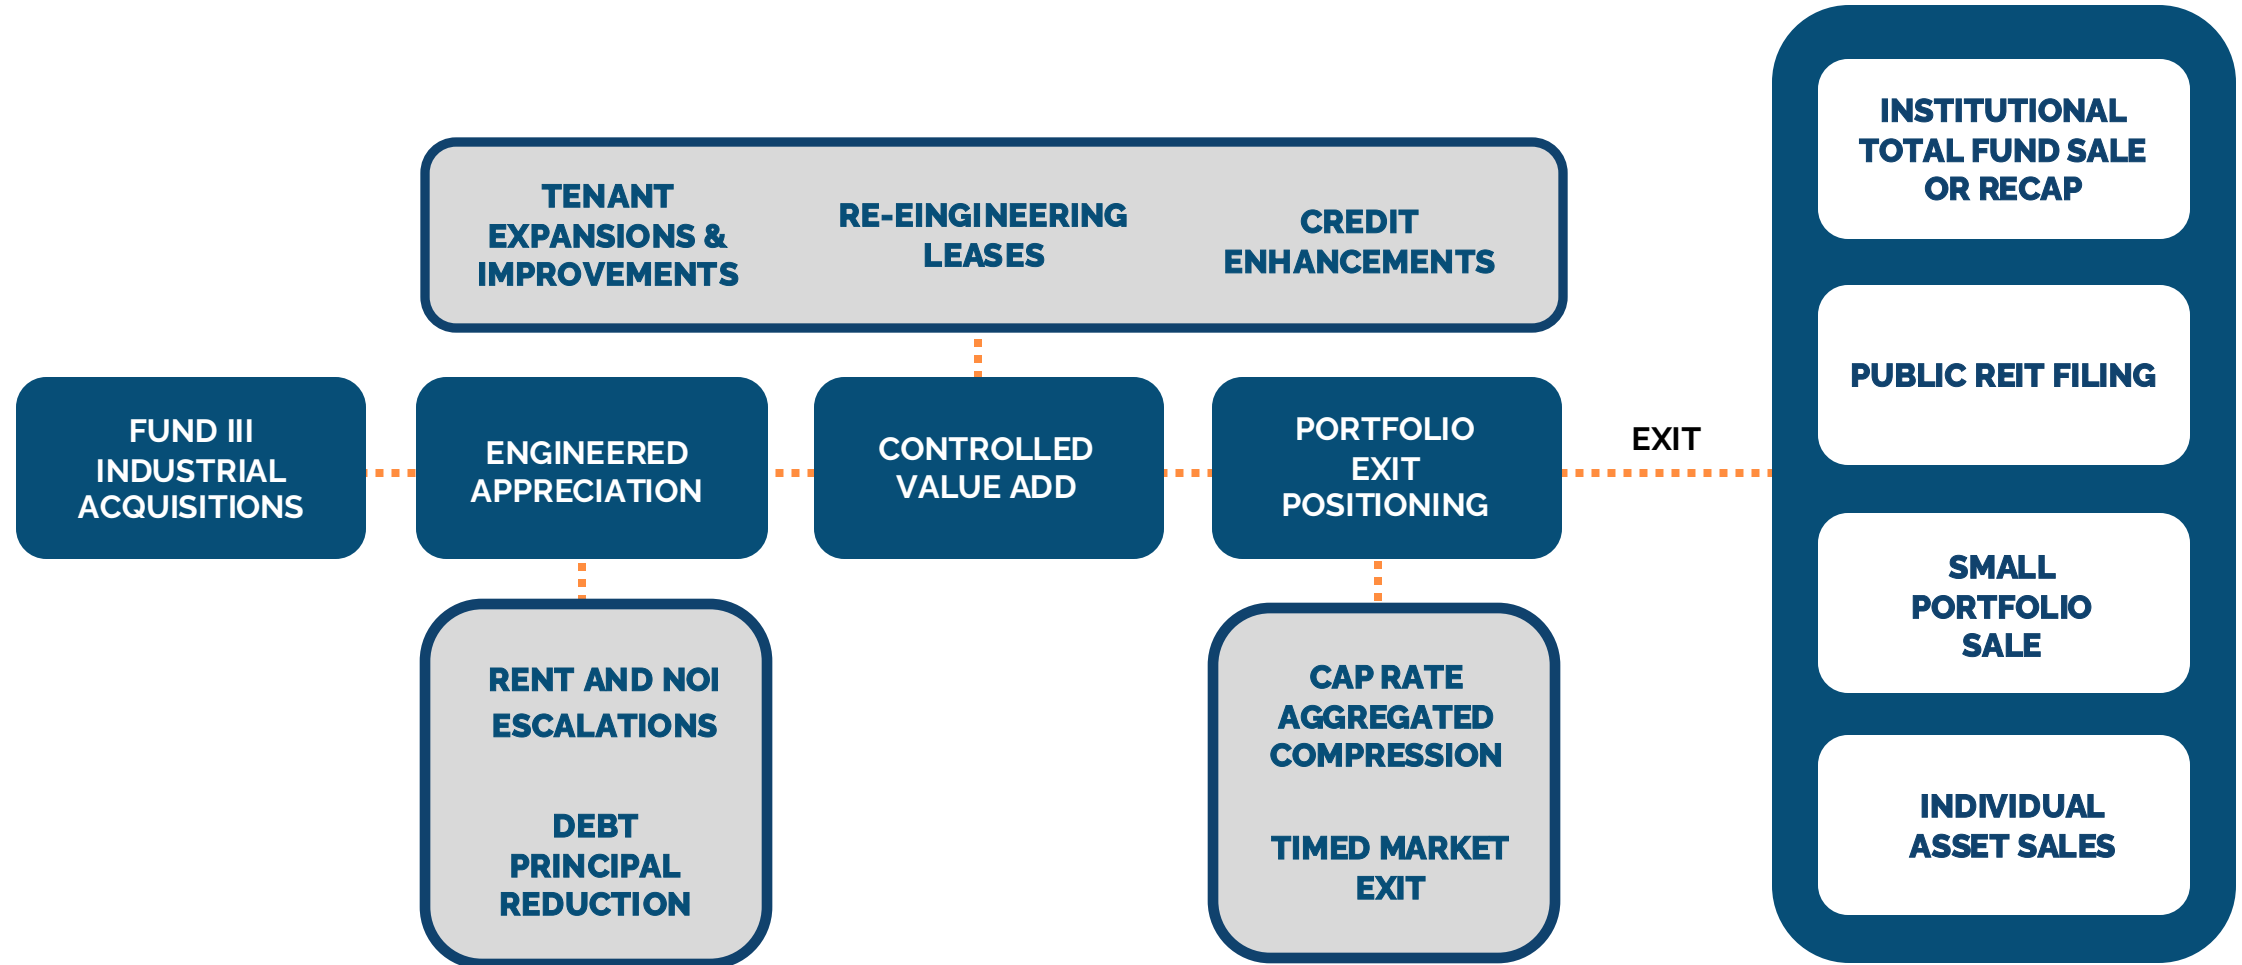 TENANT
EXPANSIONS &
IMPROVEMENTS
RE-EINGINEERING
LEASES
CREDIT
ENHANCEMENTS
FUND III
INDUSTRIAL
ACQUISITIONS
ENGINEERED
APPRECIATION
CONTROLLED
VALUE ADD
PORTFOLIO
EXIT
POSITIONING
EXIT
RENT AND NOI
ESCALATIONS
DEBT
PRINCIPAL
REDUCTION
CAP RATE
AGGREGATED
COMPRESSION
TIMED MARKET
EXIT
INSTITUTIONAL
TOTAL FUND SALE
OR RECAP
PUBLIC REIT FILING
SMALL
PORTFOLIO
SALE
INDIVIDUAL
ASSET SALES